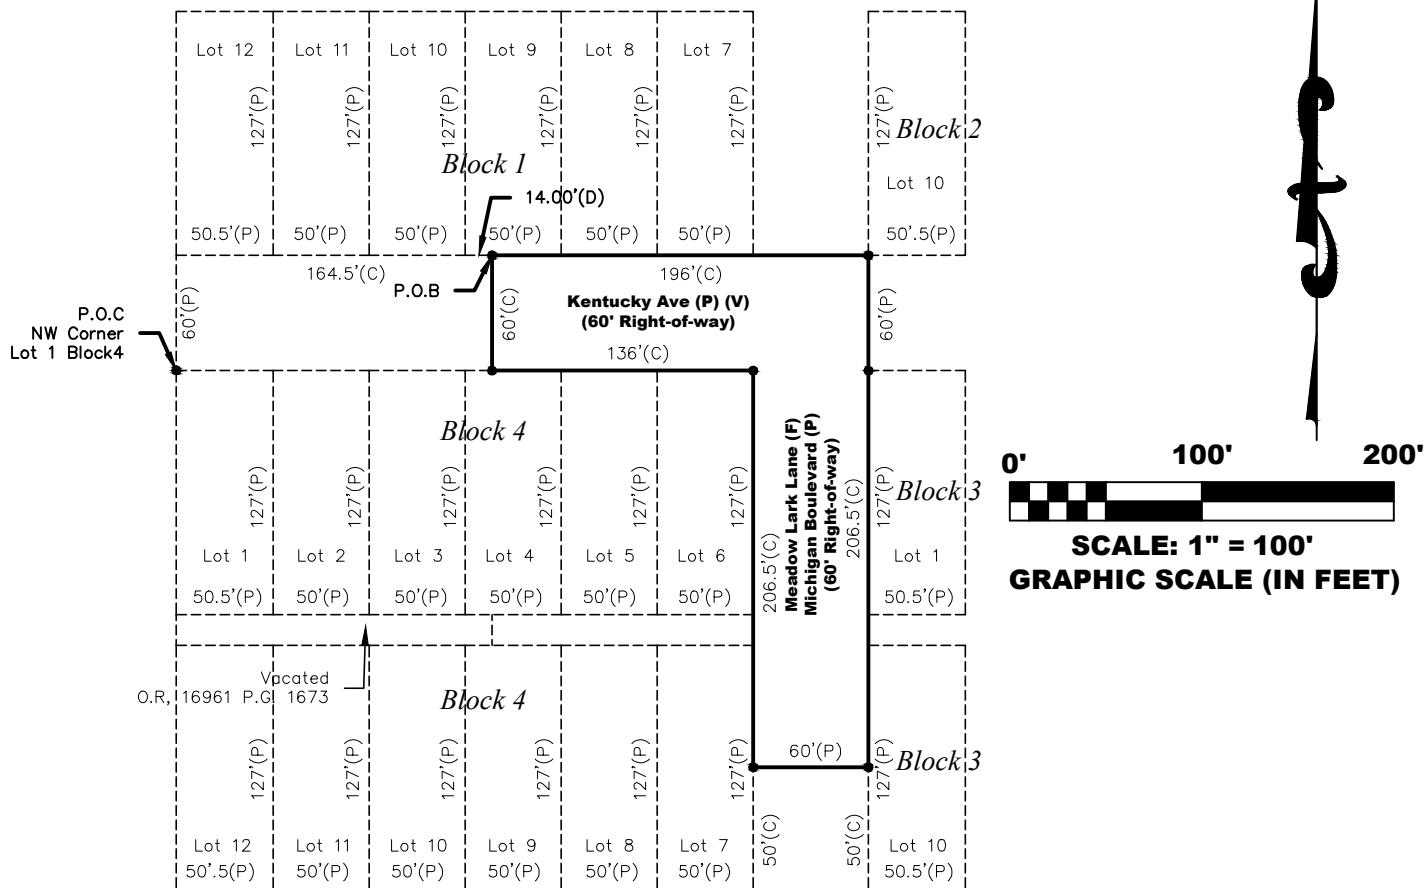 Lot 12
Lot 11
Lot 10
Lot 9
Lot 8
Lot 7
127'(P)
127'(P)
127'(P)
127'(P)
127'(P)
127'(P)
127'(P)
Block 2
Block 1
Lot 10
14.00'(D)
50.5'(P)
50'(P)
50'(P)
50'(P)
50'(P)
50'(P)
50'.5(P)
164.5'(C)
196'(C)
P.O.B
60'(P)
60'(C)
Kentucky Ave (P) (V)
(60' Right-of-way)
60'(P)
P.O.C
NW Corner
Lot 1 Block4
136'(C)
Block 4
127'(P)
127'(P)
127'(P)
127'(P)
127'(P)
127'(P)
206.5'(C)
Meadow Lark Lane (F)
Michigan Boulevard (P)
(60' Right-of-way)
206.5'(C)
127'(P)
Block 3
Lot 1
Lot 2
Lot 3
Lot 4
Lot 5
Lot 6
Lot 1
50.5'(P)
50'(P)
50'(P)
50'(P)
50'(P)
50'(P)
50.5'(P)
0'
100'
200'
SCALE: 1" = 100'
GRAPHIC SCALE (IN FEET)
Vacated
O.R, 16961 P.G. 1673
Block 4
127'(P)
127'(P)
127'(P)
127'(P)
127'(P)
127'(P)
60'(P)
127'(P)
Block 3
50'(C)
50'(C)
Lot 12
Lot 11
Lot 10
Lot 9
Lot 8
Lot 7
Lot 10
50'.5(P)
50'(P)
50'(P)
50'(P)
50'(P)
50'(P)
50.5'(P)